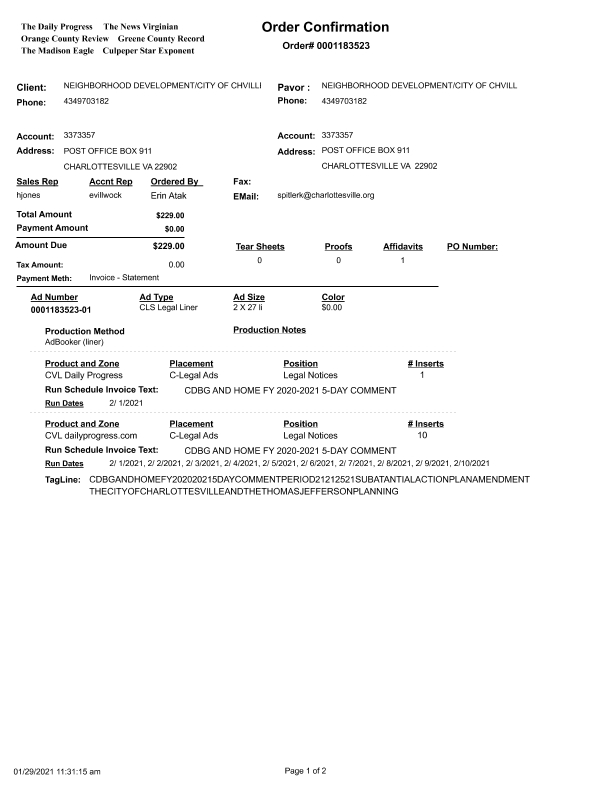 The Daily Progress The News Virginian
Orange County Review Greene County Record
The Madison Eagle Culpeper Star Exponent
Order Confirmation
Order# 0001183523
Client: NEIGHBORHOOD DEVELOPMENT/CITY OF CHVILLI
Phone: 4349703182
Account: 3373357
Address: POST OFFICE BOX 911
CHARLOTTESVILLE VA 22902
Payor : NEIGHBORHOOD DEVELOPMENT/CITY OF CHVILL
Phone: 4349703182
Account: 3373357
Address: POST OFFICE BOX 911
CHARLOTTESVILLE VA 22902
Sales Rep Accnt Rep Ordered By
hjones evillwock Erin Atak
Fax:
EMail: spitlerk@charlottesville.org
Total Amount $229.00
Payment Amount $0.00
Amount Due $229.00
Tear Sheets Proofs Affidavits PO Number:
0 0 1
Tax Amount: 0.00
Payment Meth: Invoice - Statement
Ad Number Ad Type Ad Size Color
0001183523-01 CLS Legal Liner 2 X 27 li $0.00
Production Method Production Notes
AdBooker (liner)
Product and Zone Placement Position # Inserts
CVL Daily Progress C-Legal Ads Legal Notices 1
Run Schedule Invoice Text: CDBG AND HOME FY 2020-2021 5-DAY COMMENT
Run Dates 2/ 1/2021
Product and Zone Placement Position # Inserts
CVL dailyprogress.com C-Legal Ads Legal Notices 10
Run Schedule Invoice Text: CDBG AND HOME FY 2020-2021 5-DAY COMMENT
Run Dates 2/ 1/2021, 2/ 2/2021, 2/ 3/2021, 2/ 4/2021, 2/ 5/2021, 2/ 6/2021, 2/ 7/2021, 2/ 8/2021, 2/ 9/2021, 2/10/2021
TagLine: CDBGANDHOMEFY202020215DAYCOMMENTPERIOD21212521SUBATANTIALACTIONPLANAMENDMENT
THECITYOFCHARLOTTESVILLEANDTHETHOMASJEFFERSONPLANNING
01/29/2021 11:31:15 am
Page 1 of 2